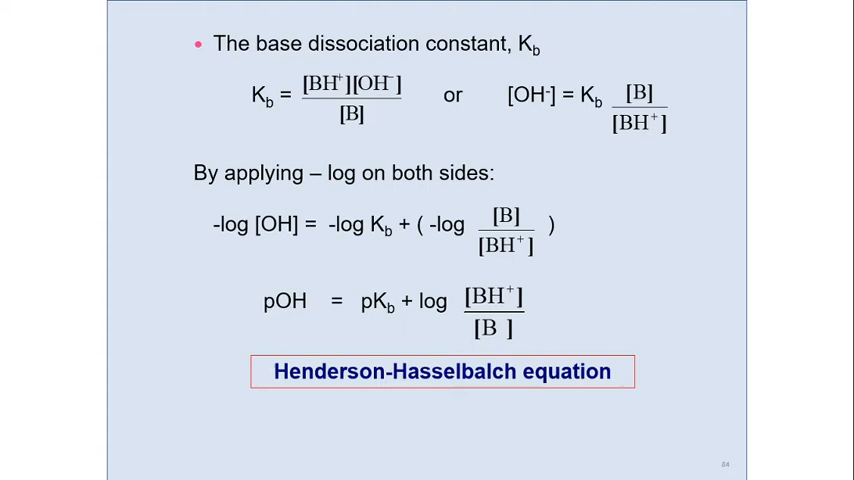 • The base dissociation constant, K_b
K_b = [BH⁺][OH⁻] / [B] or [OH⁻] = K_b [B] / [BH⁺]
By applying – log on both sides:
-log [OH] = -log K_b + ( -log [B] / [BH⁺] )
pOH = pK_b + log [BH⁺] / [B ]
Henderson-Hasselbalch equation
84